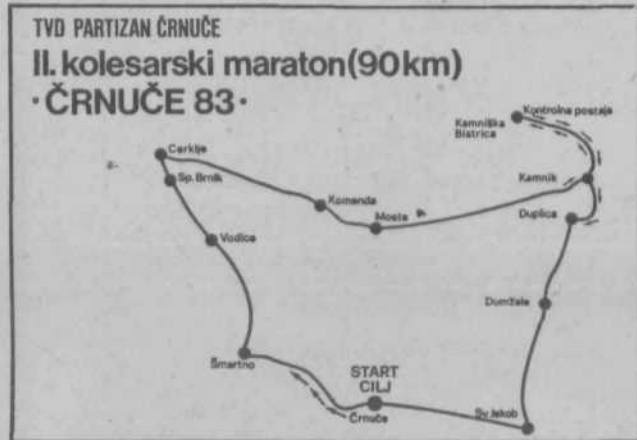 TVD PARTIZAN ČRNUČE
II. kolesarski maraton (90 km)
· ČRNUČE 83 ·
Kontrolna postaja
Kamniška
Bistrica
Cerklje
Sp. Brnik
Kamnik
Komenda
Moste
Duplica
Vodice
Dumžale
Šmartno
START
CILJ
Črnuče
Sv. Jakob